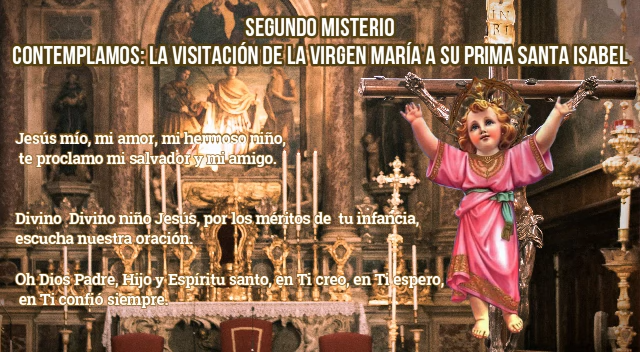 SEGUNDO MISTERIO
CONTEMPLAMOS: LA VISITACIÓN DE LA VIRGEN MARÍA A SU PRIMA SANTA ISABEL
INRI
Jesús mío, mi amor, mi hermoso niño,
te proclamo mi salvador y mi amigo.
Divino Divino niño Jesús, por los méritos de tu infancia,
escucha nuestra oración.
Oh Dios Padre, Hijo y Espíritu santo, en Ti creo, en Ti espero,
en Ti confió siempre.